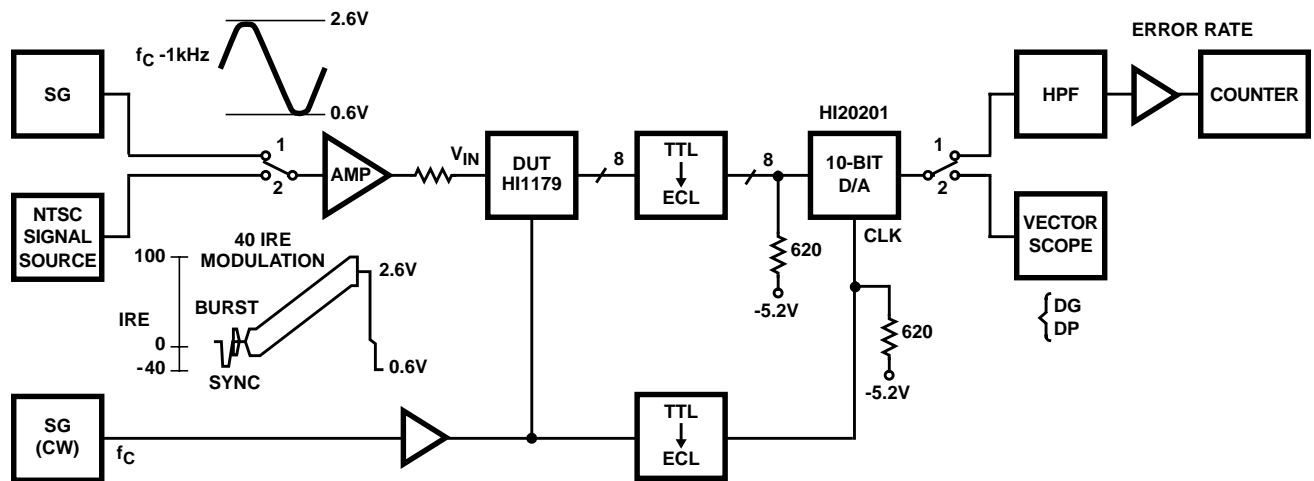 2.6V
f_C -1kHz
0.6V
ERROR RATE
SG
1
2
AMP
V_IN
DUT
HI1179
8
TTL
ECL
8
HI20201
10-BIT
D/A
CLK
1
2
HPF
COUNTER
NTSC
SIGNAL
SOURCE
VECTOR
SCOPE
620
-5.2V
620
-5.2V
DG
DP
40 IRE
MODULATION
100
2.6V
BURST
IRE
0
-40
0.6V
SYNC
SG
(CW)
f_C
TTL
ECL